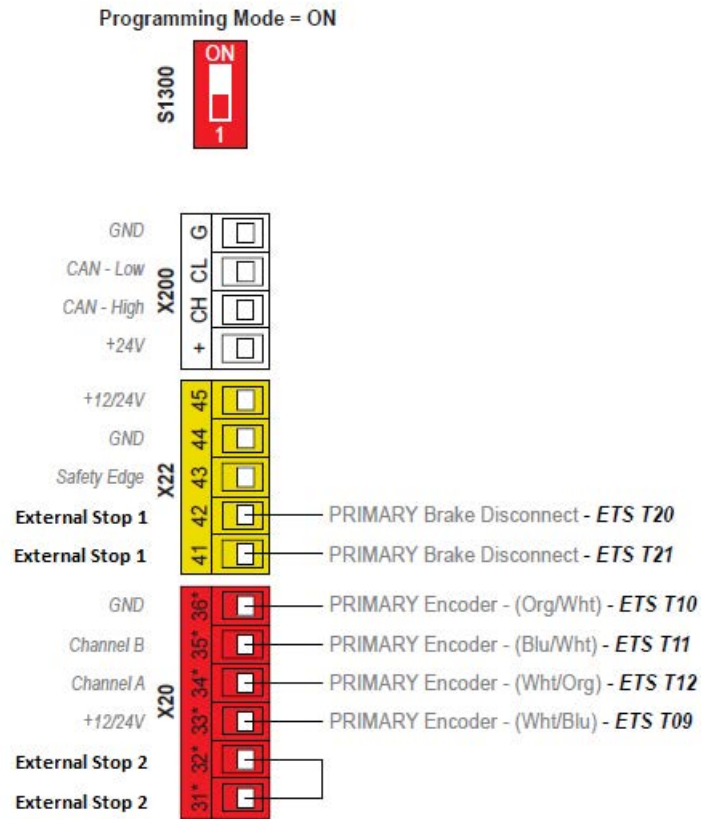 Programming Mode = ON
S1300
ON
1
X200
GND G
CAN - Low CL
CAN - High CH
+24V +
X22
+12/24V 45
GND 44
Safety Edge 43
External Stop 1 42 PRIMARY Brake Disconnect - ETS T20
External Stop 1 41 PRIMARY Brake Disconnect - ETS T21
X20
GND 36* PRIMARY Encoder - (Org/Wht) - ETS T10
Channel B 35* PRIMARY Encoder - (Blu/Wht) - ETS T11
Channel A 34* PRIMARY Encoder - (Wht/Org) - ETS T12
+12/24V 33* PRIMARY Encoder - (Wht/Blu) - ETS T09
External Stop 2 32*
External Stop 2 31*